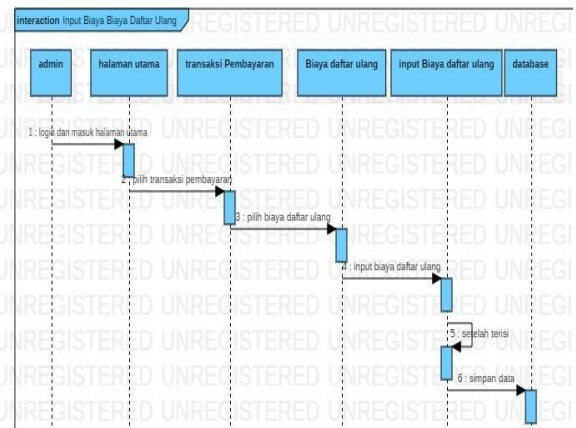 interaction Input Biaya Biaya Daftar Ulang
admin
halaman utama
transaksi Pembayaran
Biaya daftar ulang
input Biaya daftar ulang
database
1 : login dan masuk halaman utama
2 : pilih transaksi pembayaran
3 : pilih biaya daftar ulang
4 : input biaya daftar ulang
5 : setelah terisi
6 : simpan data
UNREGISTERED